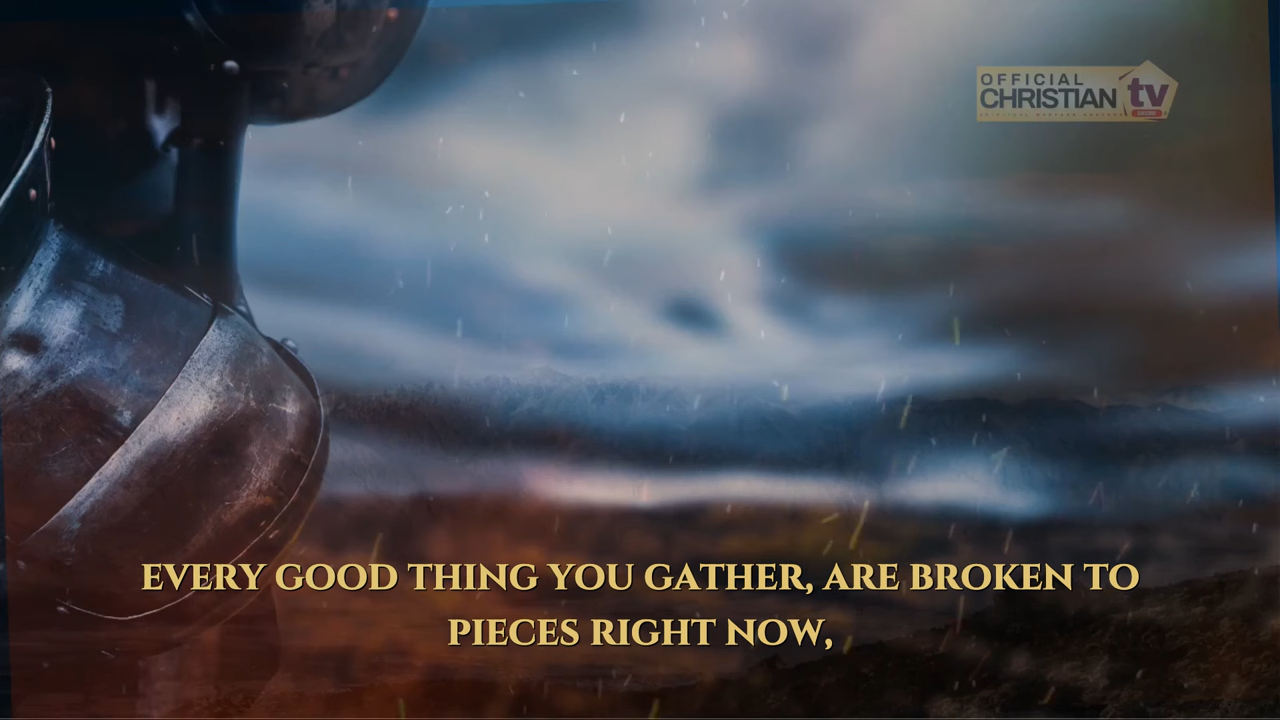 OFFICIAL
CHRISTIAN tv
EVERY GOOD THING YOU GATHER, ARE BROKEN TO
PIECES RIGHT NOW,